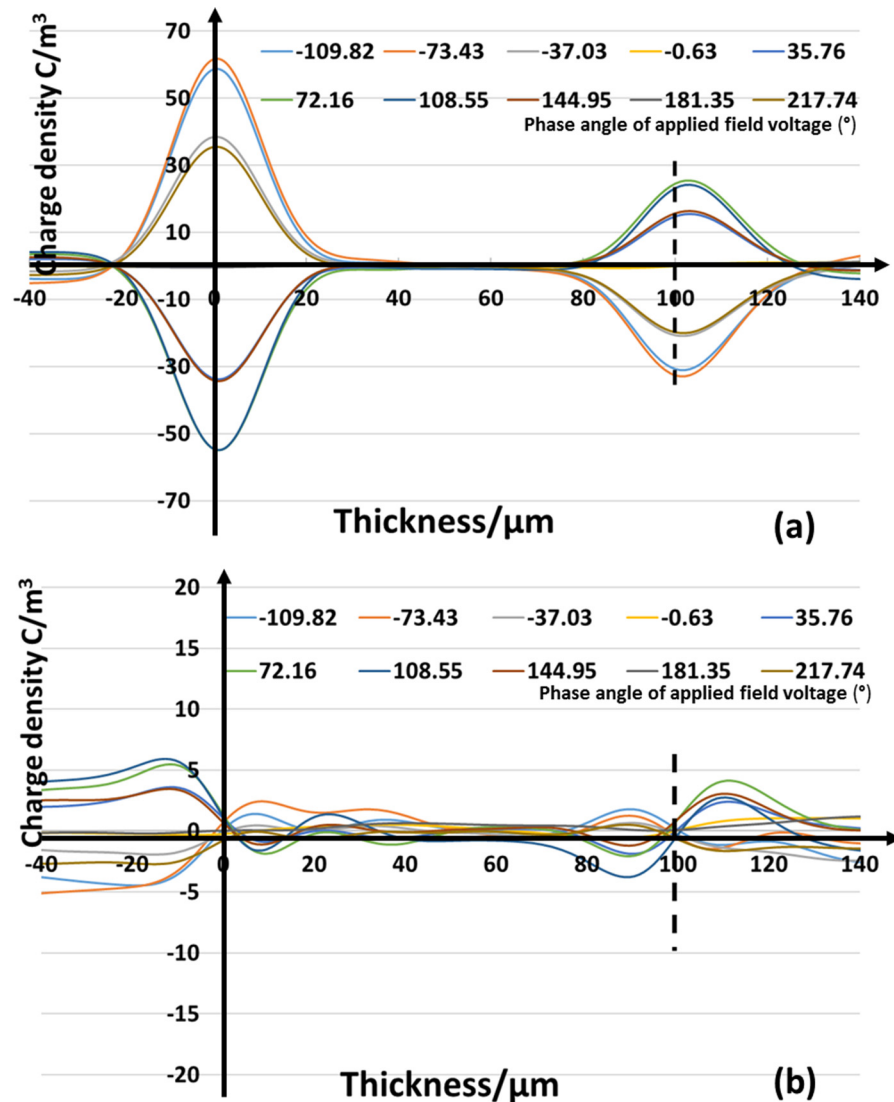 Charge density C/m³
70
-109.82 -73.43 -37.03 -0.63 35.76
50
72.16 108.55 144.95 181.35 217.74
Phase angle of applied field voltage (°)
30
10
-40 -20 0 20 40 60 80 100 120 140
-10
-30
-50
-70
Thickness/µm (a)
Charge density C/m³
20
-109.82 -73.43 -37.03 -0.63 35.76
15
72.16 108.55 144.95 181.35 217.74
Phase angle of applied field voltage (°)
10
5
0
-40 -20 0 20 40 60 80 100 120 140
-5
-10
-15
-20
Thickness/µm (b)